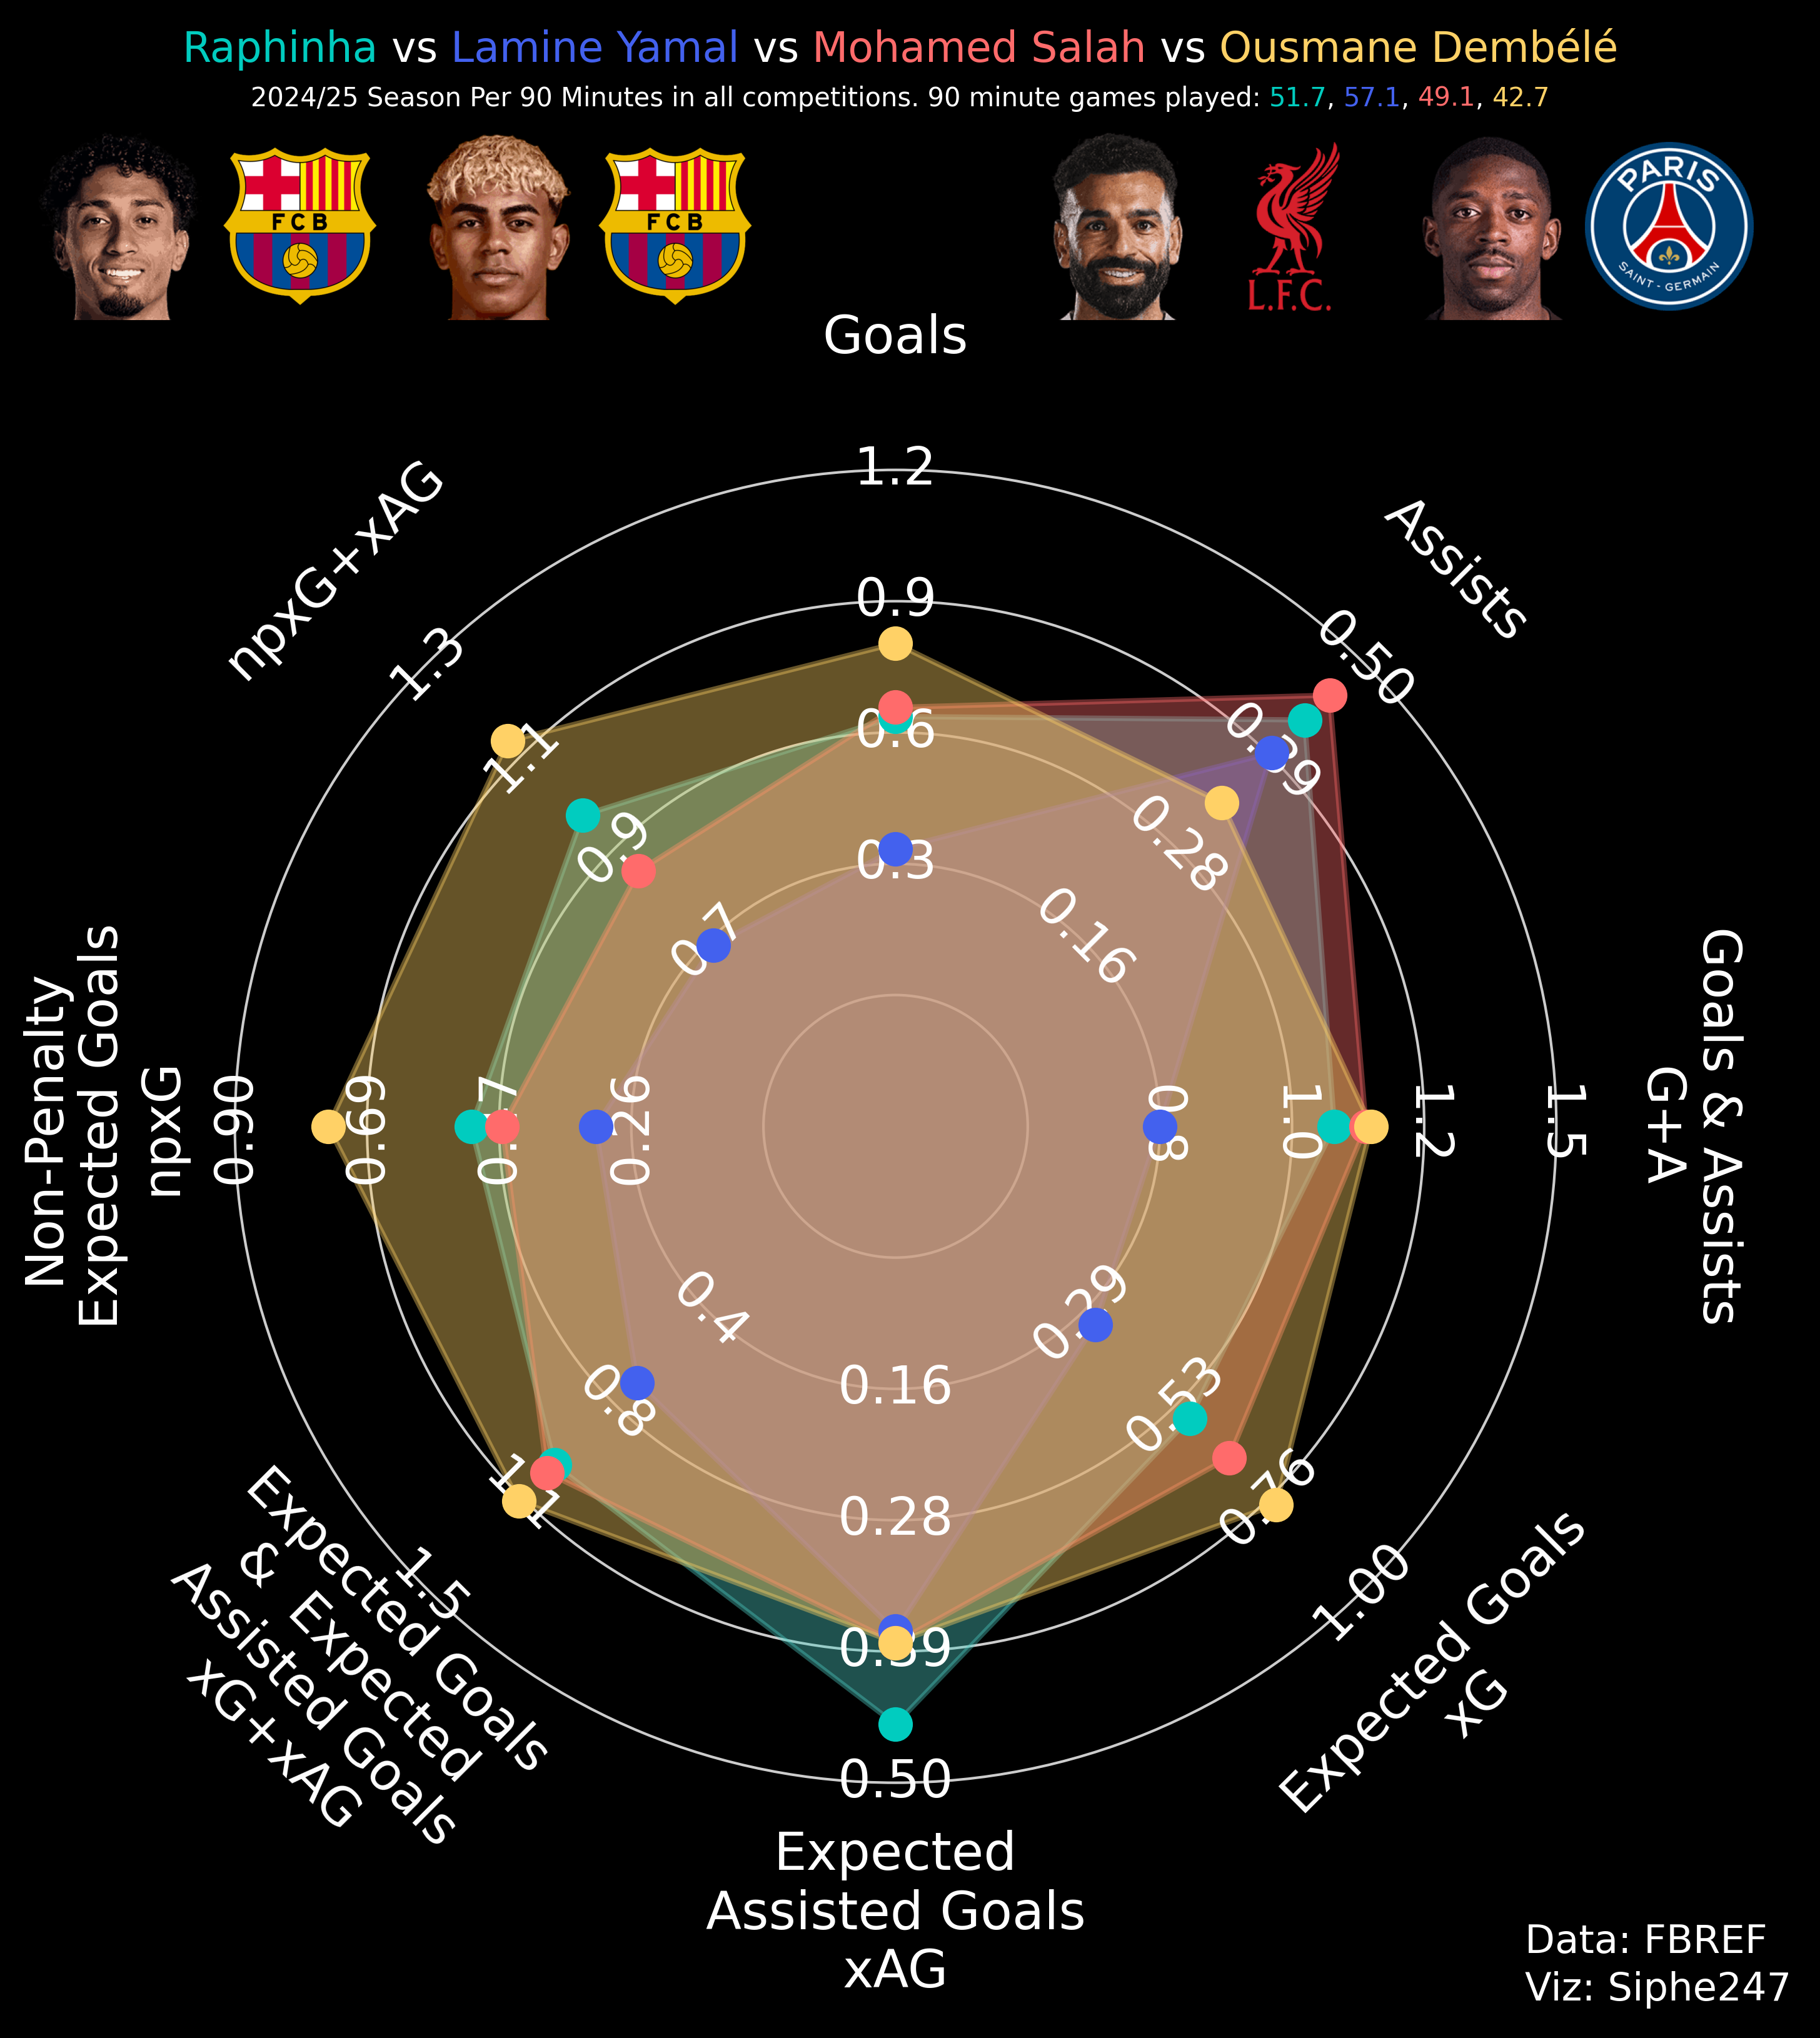 Raphinha vs Lamine Yamal vs Mohamed Salah vs Ousmane Dembélé
2024/25 Season Per 90 Minutes in all competitions. 90 minute games played: 51.7, 57.1, 49.1, 42.7
FCB
FCB
L.F.C.
PARIS
SAINT-GERMAIN
Goals
1.2
0.9
0.6
0.3
Assists
0.50
0.39
0.28
0.16
Goals & Assists
G+A
1.5
1.2
1.0
0.8
Expected Goals
xG
1.00
0.76
0.53
0.29
Expected
Assisted Goals
xAG
0.50
0.39
0.28
0.16
Expected Goals
& Expected
Assisted Goals
xG+xAG
1.5
1.1
0.8
0.4
Non-Penalty
Expected Goals
npxG
0.90
0.69
0.47
0.26
npxG+xAG
1.3
1.1
0.9
0.7
Data: FBREF
Viz: Siphe247